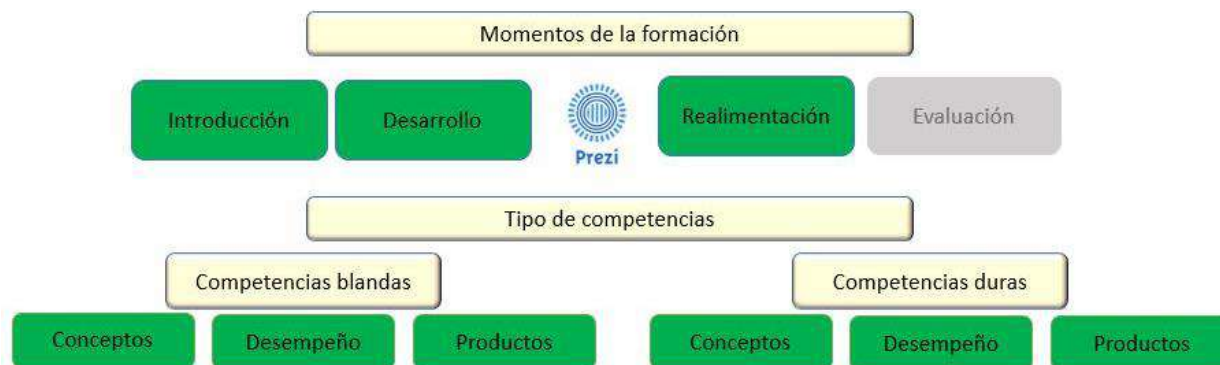 Momentos de la formación
Introducción
Desarrollo
Prezi
Realimentación
Evaluación
Tipo de competencias
Competencias blandas
Competencias duras
Conceptos
Desempeño
Productos
Conceptos
Desempeño
Productos